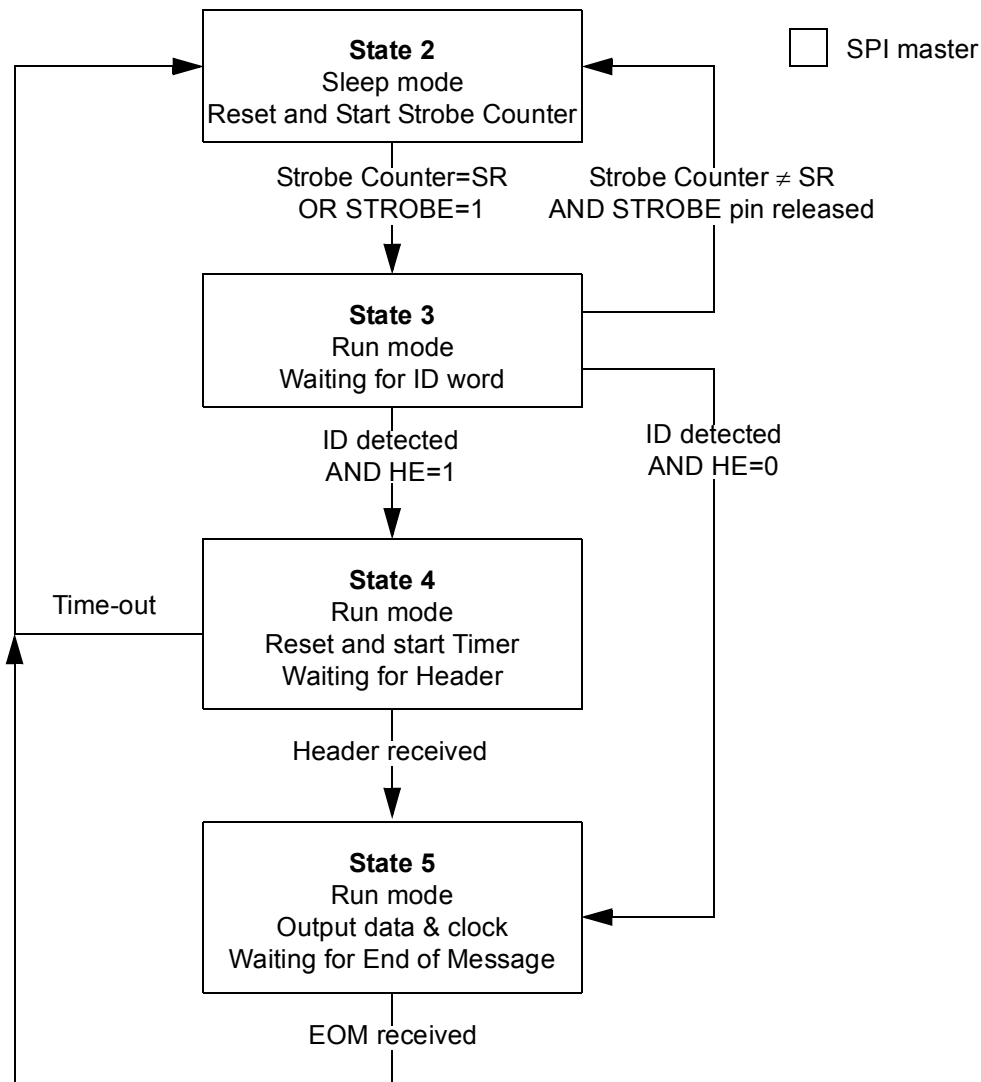 State 2
Sleep mode
Reset and Start Strobe Counter
SPI master
Strobe Counter=SR
OR STROBE=1
Strobe Counter ≠ SR
AND STROBE pin released
State 3
Run mode
Waiting for ID word
ID detected
AND HE=1
ID detected
AND HE=0
State 4
Run mode
Reset and start Timer
Waiting for Header
Time-out
Header received
State 5
Run mode
Output data & clock
Waiting for End of Message
EOM received